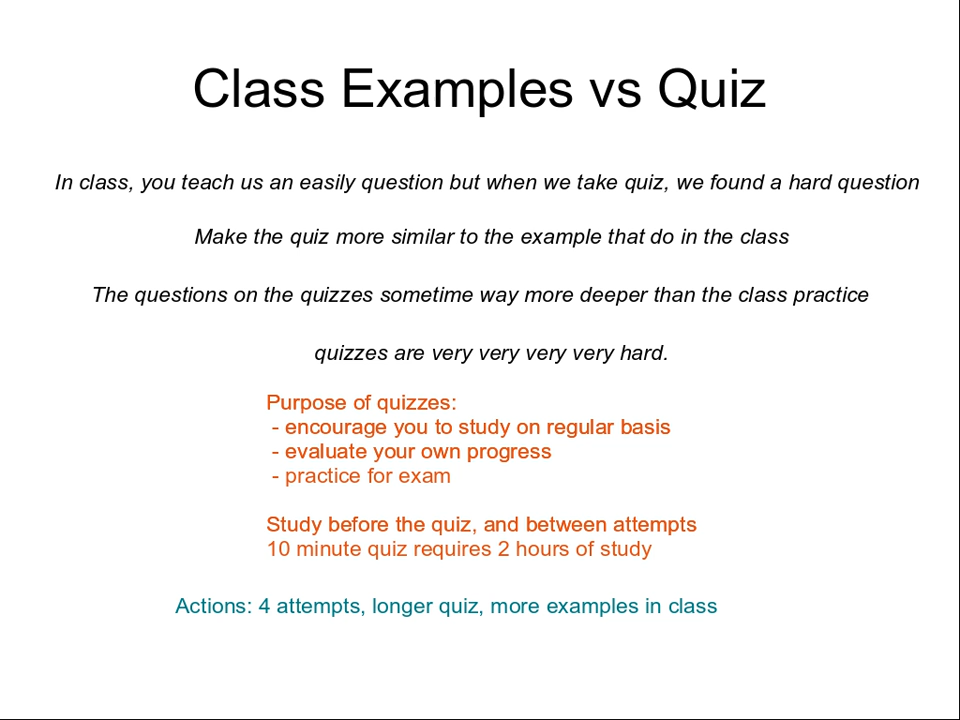 Class Examples vs Quiz
In class, you teach us an easily question but when we take quiz, we found a hard question
Make the quiz more similar to the example that do in the class
The questions on the quizzes sometime way more deeper than the class practice
quizzes are very very very very hard.
Purpose of quizzes:
- encourage you to study on regular basis
- evaluate your own progress
- practice for exam
Study before the quiz, and between attempts
10 minute quiz requires 2 hours of study
Actions: 4 attempts, longer quiz, more examples in class